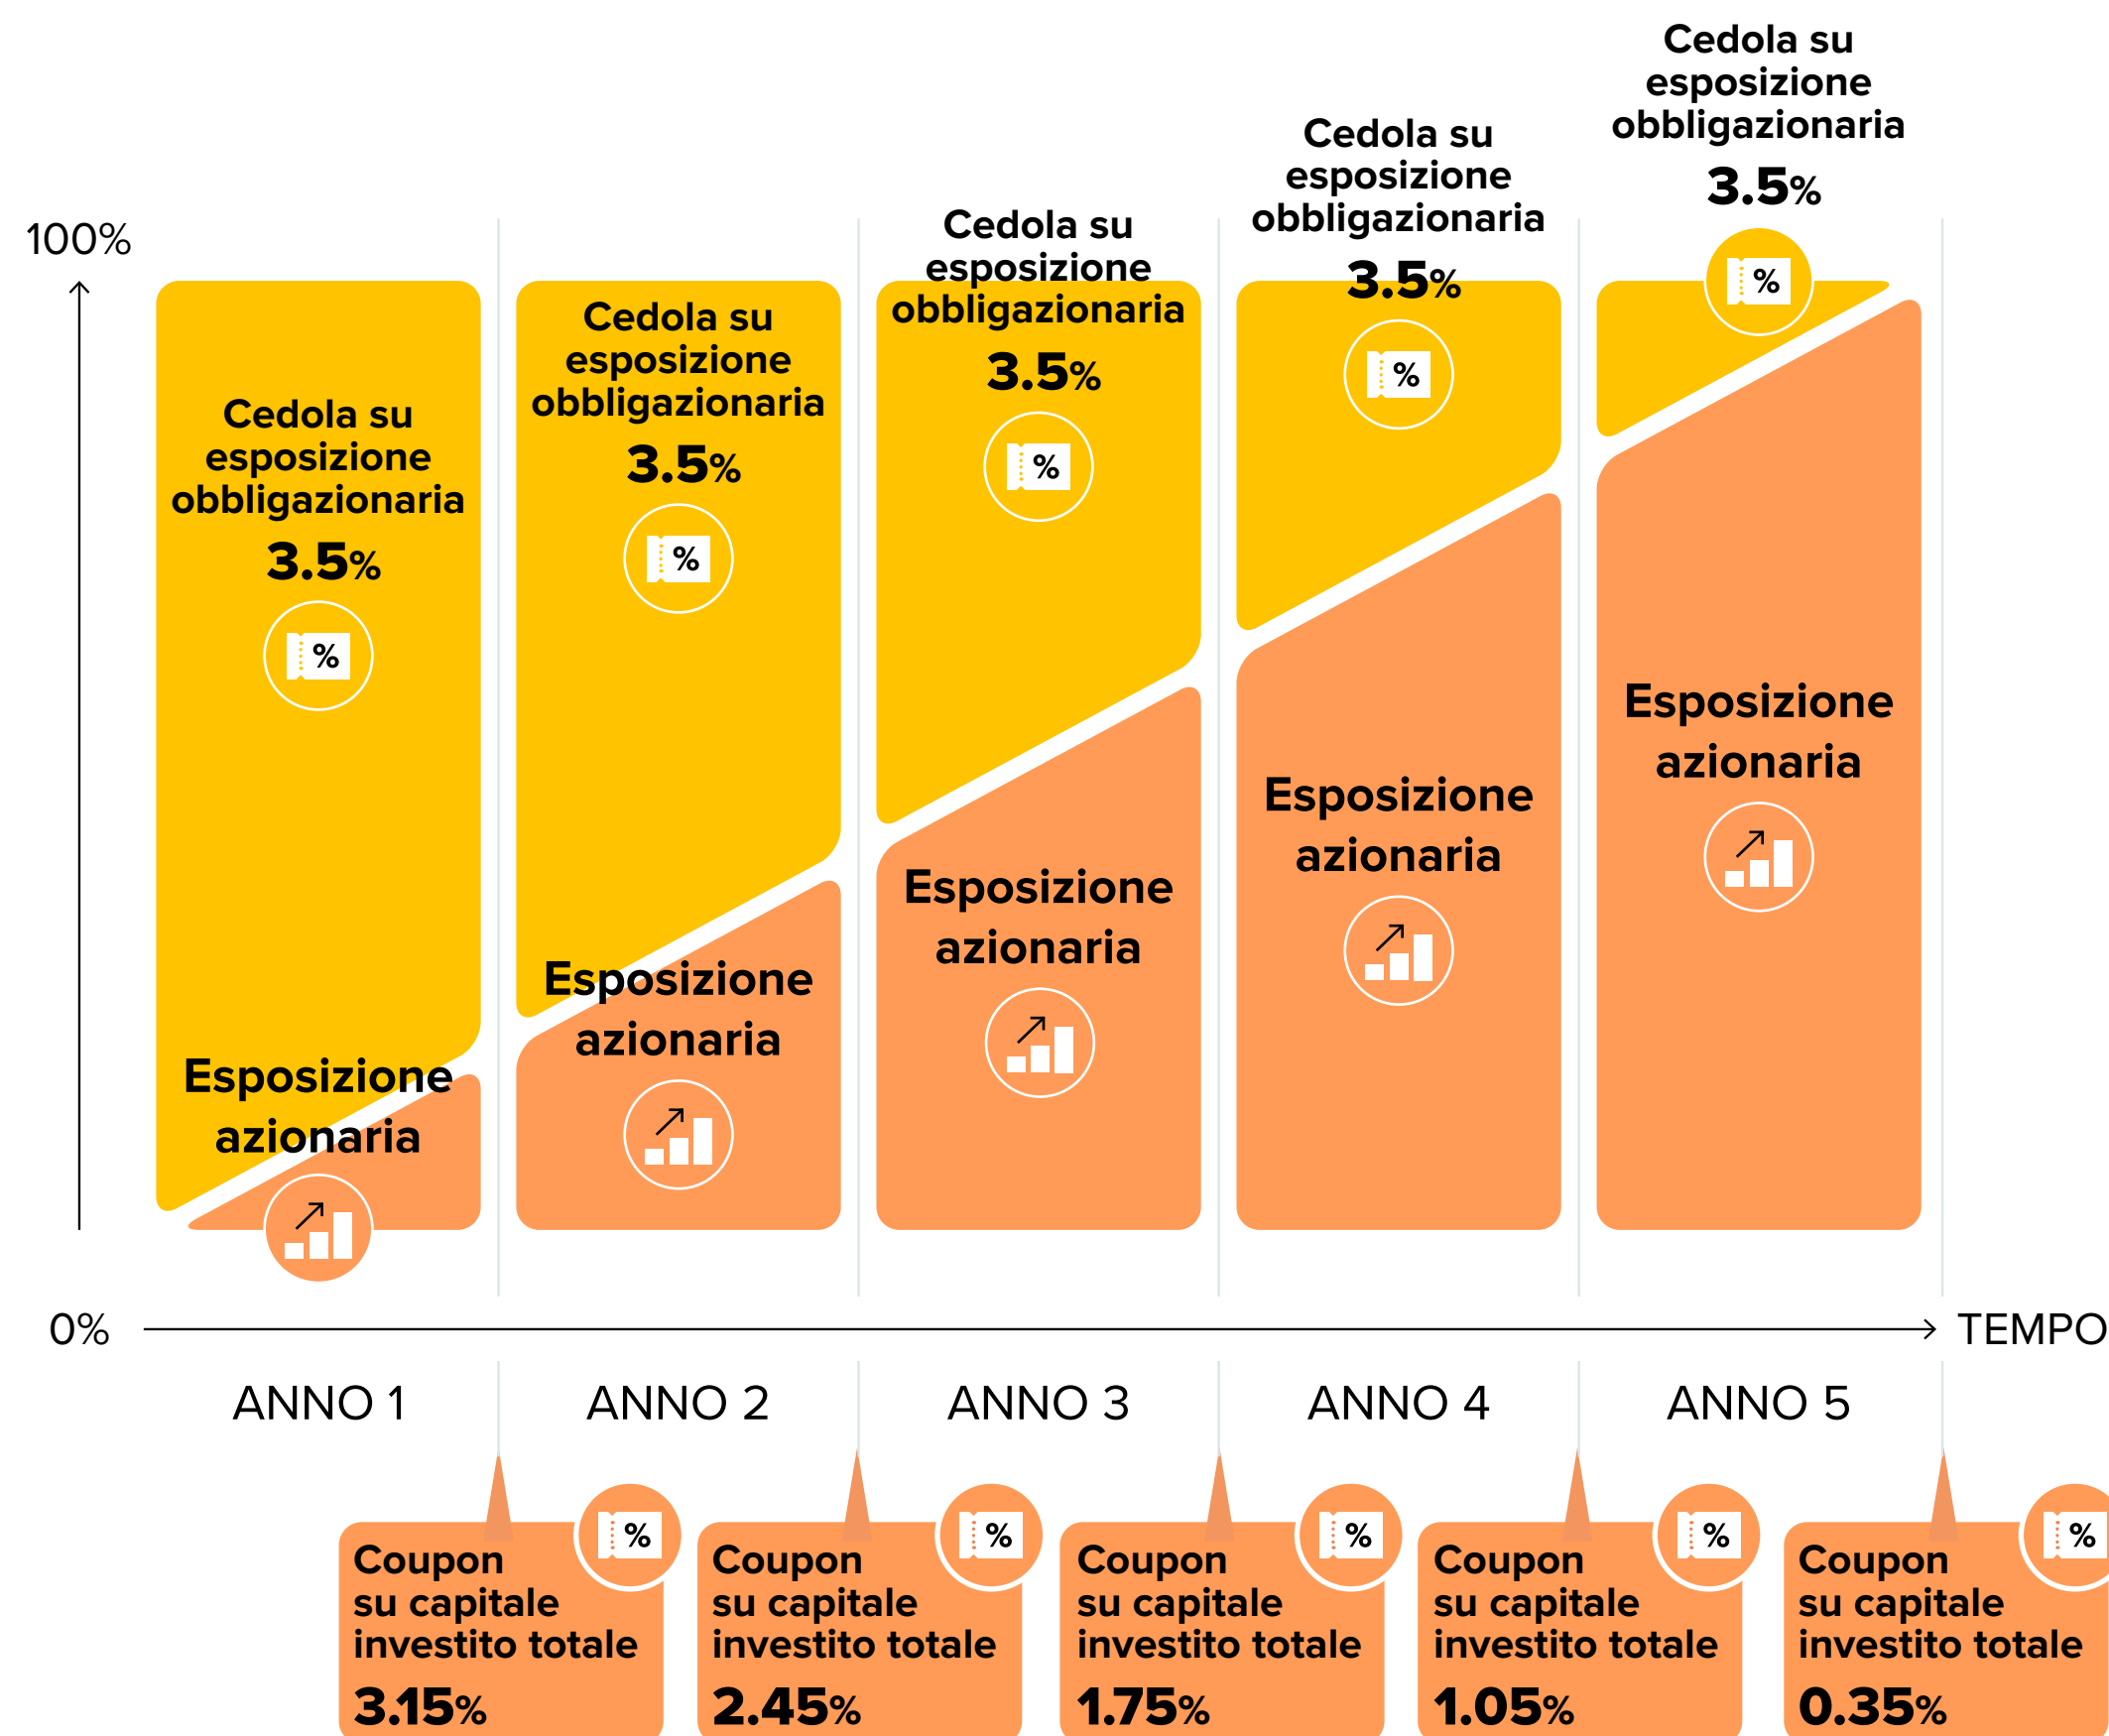 100%
Cedola su
esposizione
obbligazionaria
3.5%
%
Esposizione
azionaria
Cedola su
esposizione
obbligazionaria
3.5%
%
Esposizione
azionaria
Cedola su
esposizione
obbligazionaria
3.5%
%
Esposizione
azionaria
Cedola su
esposizione
obbligazionaria
3.5%
%
Esposizione
azionaria
Cedola su
esposizione
obbligazionaria
3.5%
%
Esposizione
azionaria
0%
TEMPO
ANNO 1
ANNO 2
ANNO 3
ANNO 4
ANNO 5
%
Coupon
su capitale
investito totale
3.15%
%
Coupon
su capitale
investito totale
2.45%
%
Coupon
su capitale
investito totale
1.75%
%
Coupon
su capitale
investito totale
1.05%
%
Coupon
su capitale
investito totale
0.35%